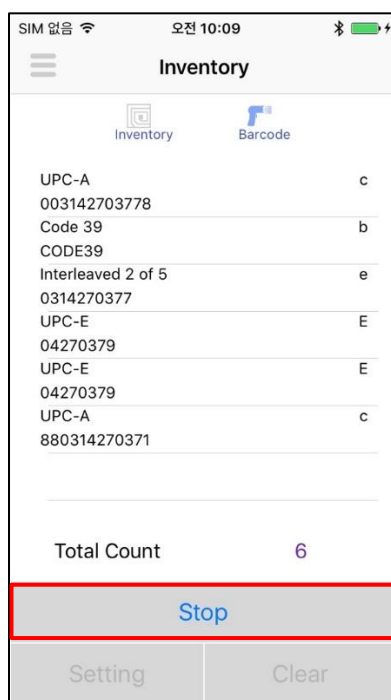 SIM 없음 오전 10:09
Inventory
Inventory Barcode
UPC-A c
003142703778
Code 39 b
CODE39
Interleaved 2 of 5 e
0314270377
UPC-E E
04270379
UPC-E E
04270379
UPC-A c
880314270371
Total Count 6
Stop
Setting Clear